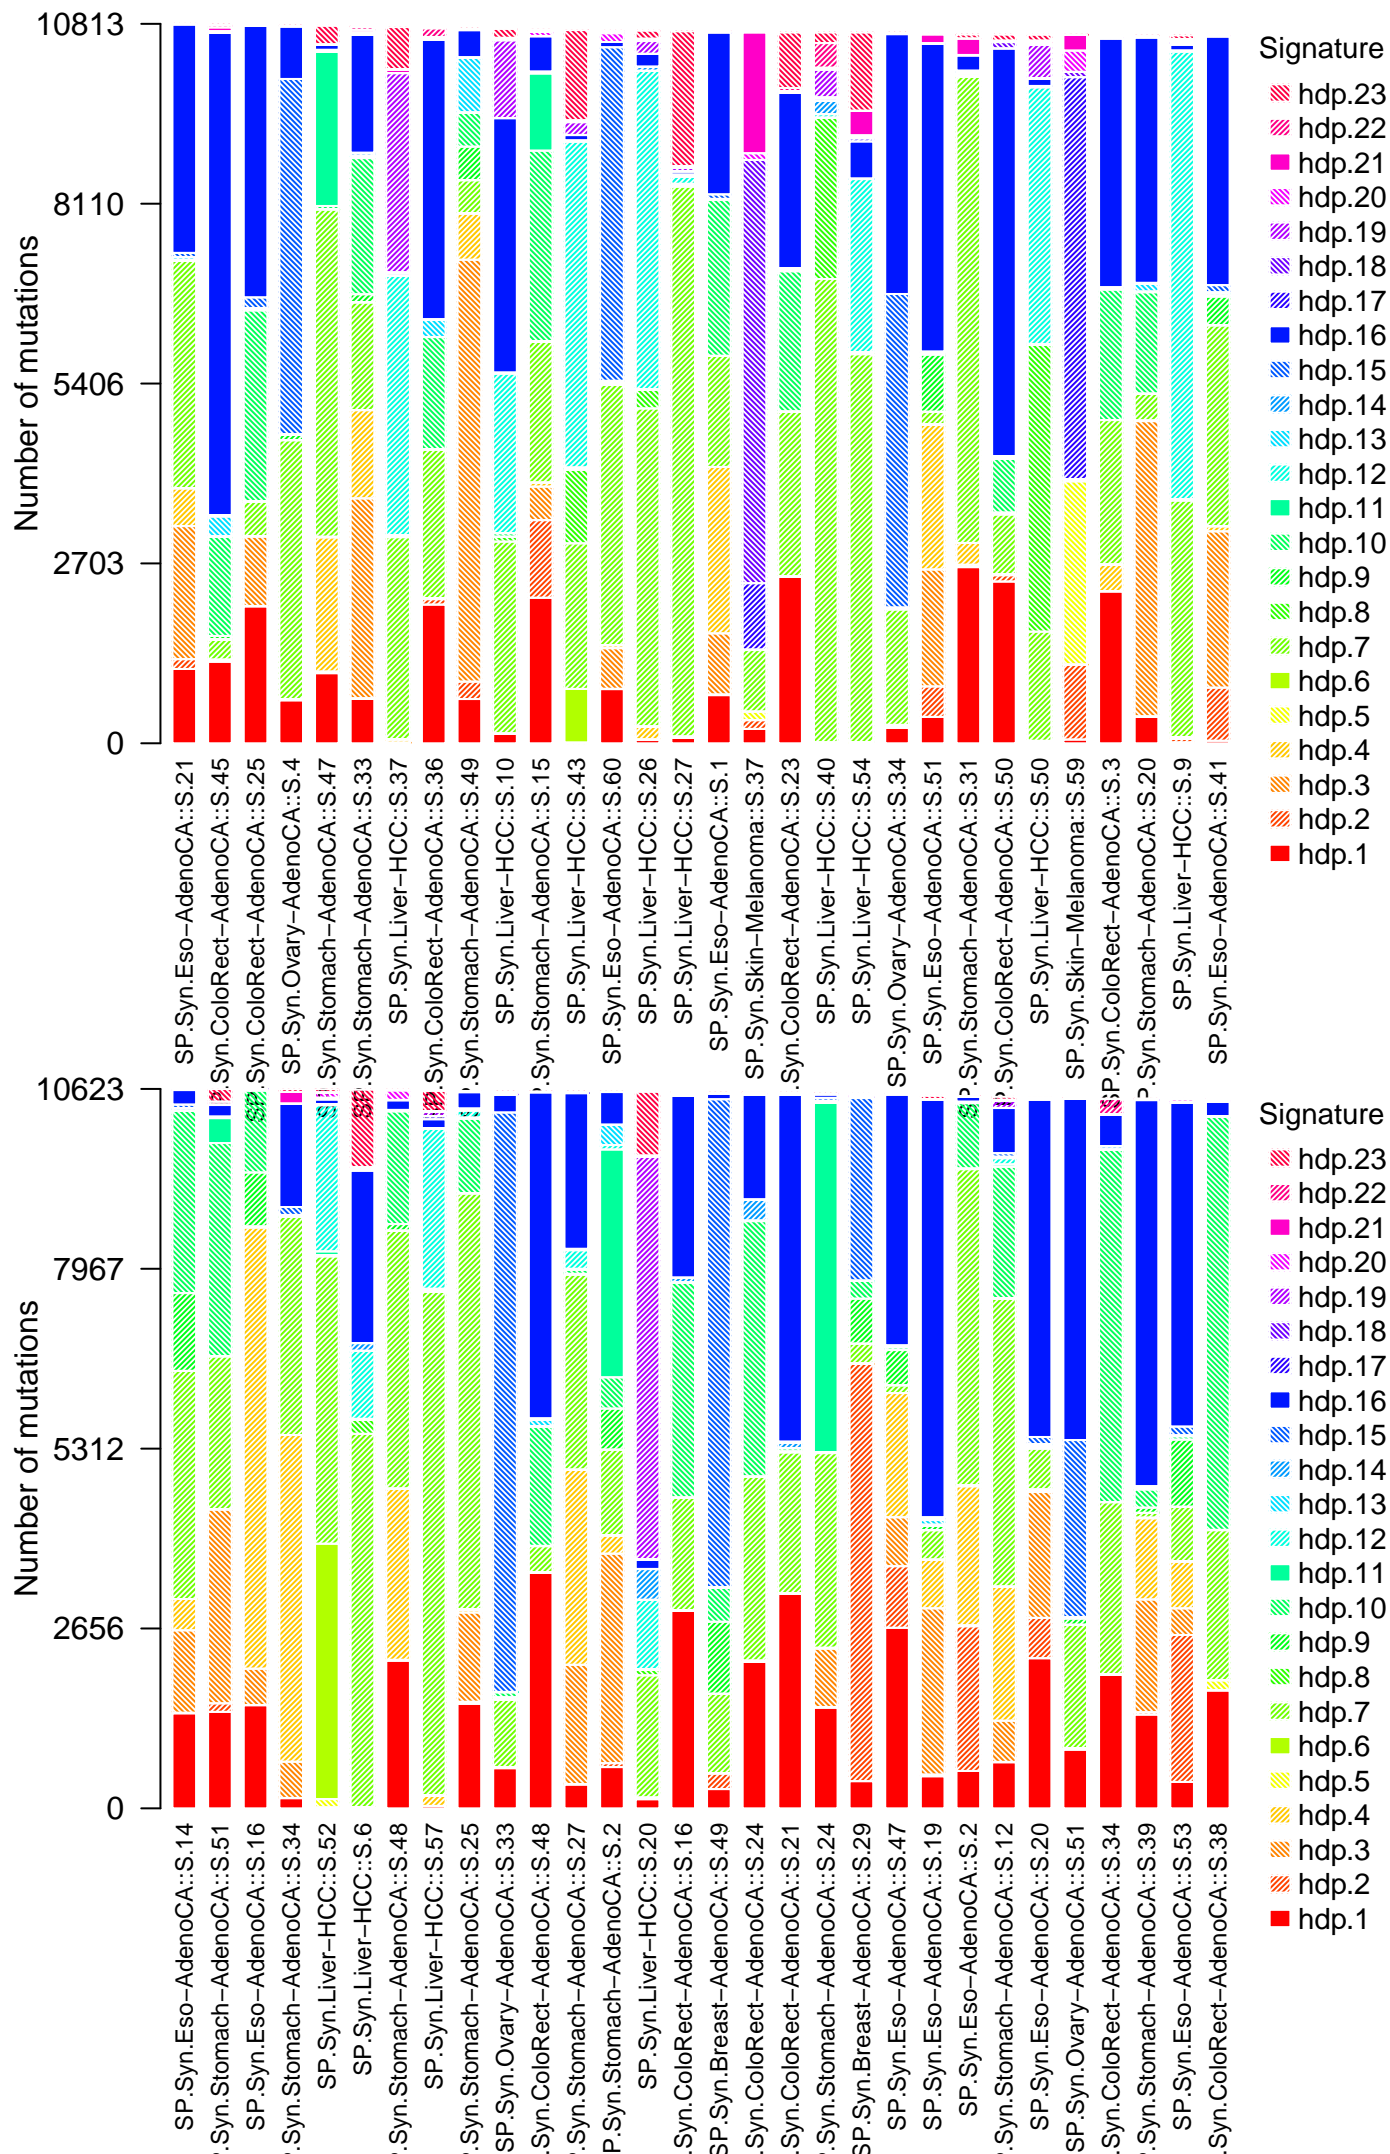 Number of mutations
10813
8110
5406
2703
0
Signature
hdp.23
hdp.22
hdp.21
hdp.20
hdp.19
hdp.18
hdp.17
hdp.16
hdp.15
hdp.14
hdp.13
hdp.12
hdp.11
hdp.10
hdp.9
hdp.8
hdp.7
hdp.6
hdp.5
hdp.4
hdp.3
hdp.2
hdp.1
SP.Syn.Eso−AdenoCA::S.21
P.Syn.ColoRect−AdenoCA::S.45
SP.Syn.ColoRect−AdenoCA::S.25
SP.Syn.Ovary−AdenoCA::S.4
SP.Syn.Stomach−AdenoCA::S.47
SP.Syn.Stomach−AdenoCA::S.33
SP.Syn.Liver−HCC::S.37
SP.Syn.ColoRect−AdenoCA::S.36
SP.Syn.Stomach−AdenoCA::S.49
SP.Syn.Liver−HCC::S.10
P.Syn.Stomach−AdenoCA::S.15
SP.Syn.Liver−HCC::S.43
SP.Syn.Eso−AdenoCA::S.60
SP.Syn.Liver−HCC::S.26
SP.Syn.Liver−HCC::S.27
SP.Syn.Eso−AdenoCA::S.1
SP.Syn.Skin−Melanoma::S.37
.Syn.ColoRect−AdenoCA::S.23
SP.Syn.Liver−HCC::S.40
SP.Syn.Liver−HCC::S.54
SP.Syn.Ovary−AdenoCA::S.34
SP.Syn.Eso−AdenoCA::S.51
SP.Syn.Stomach−AdenoCA::S.31
P.Syn.ColoRect−AdenoCA::S.50
SP.Syn.Liver−HCC::S.50
SP.Syn.Skin−Melanoma::S.59
SP.Syn.ColoRect−AdenoCA::S.3
P.Syn.Stomach−AdenoCA::S.20
SP.Syn.Liver−HCC::S.9
SP.Syn.Eso−AdenoCA::S.41
Number of mutations
10623
7967
5312
2656
0
Signature
hdp.23
hdp.22
hdp.21
hdp.20
hdp.19
hdp.18
hdp.17
hdp.16
hdp.15
hdp.14
hdp.13
hdp.12
hdp.11
hdp.10
hdp.9
hdp.8
hdp.7
hdp.6
hdp.5
hdp.4
hdp.3
hdp.2
hdp.1
SP.Syn.Eso−AdenoCA::S.14
P.Syn.Stomach−AdenoCA::S.51
SP.Syn.Eso−AdenoCA::S.16
P.Syn.Stomach−AdenoCA::S.34
SP.Syn.Liver−HCC::S.52
SP.Syn.Liver−HCC::S.6
P.Syn.Stomach−AdenoCA::S.48
SP.Syn.Liver−HCC::S.57
P.Syn.Stomach−AdenoCA::S.25
SP.Syn.Ovary−AdenoCA::S.33
.Syn.ColoRect−AdenoCA::S.48
P.Syn.Stomach−AdenoCA::S.27
P.Syn.Stomach−AdenoCA::S.2
SP.Syn.Liver−HCC::S.20
.Syn.ColoRect−AdenoCA::S.16
SP.Syn.Breast−AdenoCA::S.49
.Syn.ColoRect−AdenoCA::S.24
.Syn.ColoRect−AdenoCA::S.21
P.Syn.Stomach−AdenoCA::S.24
SP.Syn.Breast−AdenoCA::S.29
SP.Syn.Eso−AdenoCA::S.47
SP.Syn.Eso−AdenoCA::S.19
SP.Syn.Eso−AdenoCA::S.2
P.Syn.Stomach−AdenoCA::S.12
SP.Syn.Eso−AdenoCA::S.20
SP.Syn.Ovary−AdenoCA::S.51
.Syn.ColoRect−AdenoCA::S.34
P.Syn.Stomach−AdenoCA::S.39
SP.Syn.Eso−AdenoCA::S.53
.Syn.ColoRect−AdenoCA::S.38